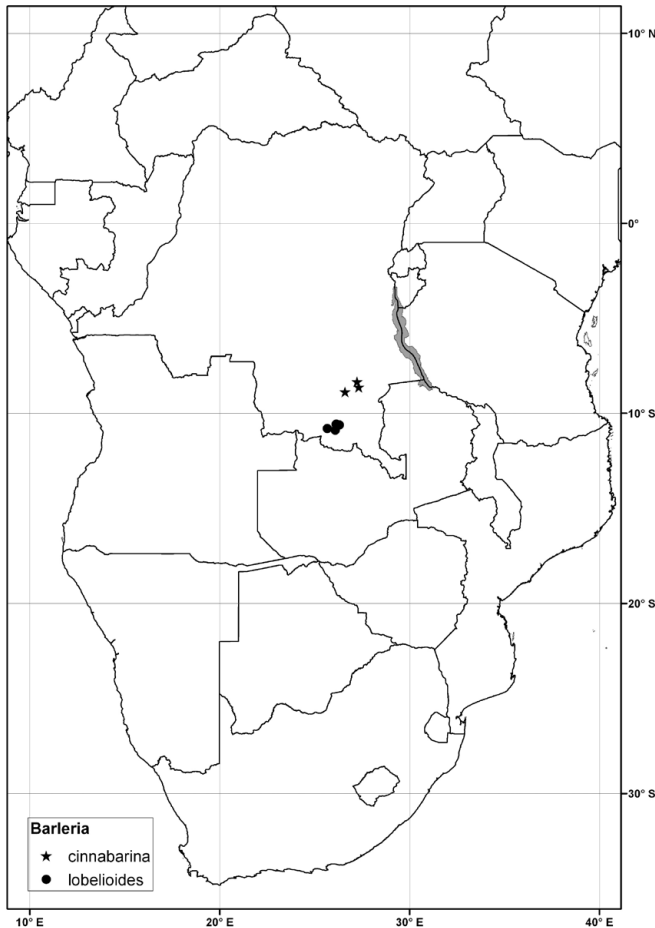 10° N
0°
10° S
20° S
30° S
Barleria
cinnabarina
lobelioides
10° E
20° E
30° E
40° E